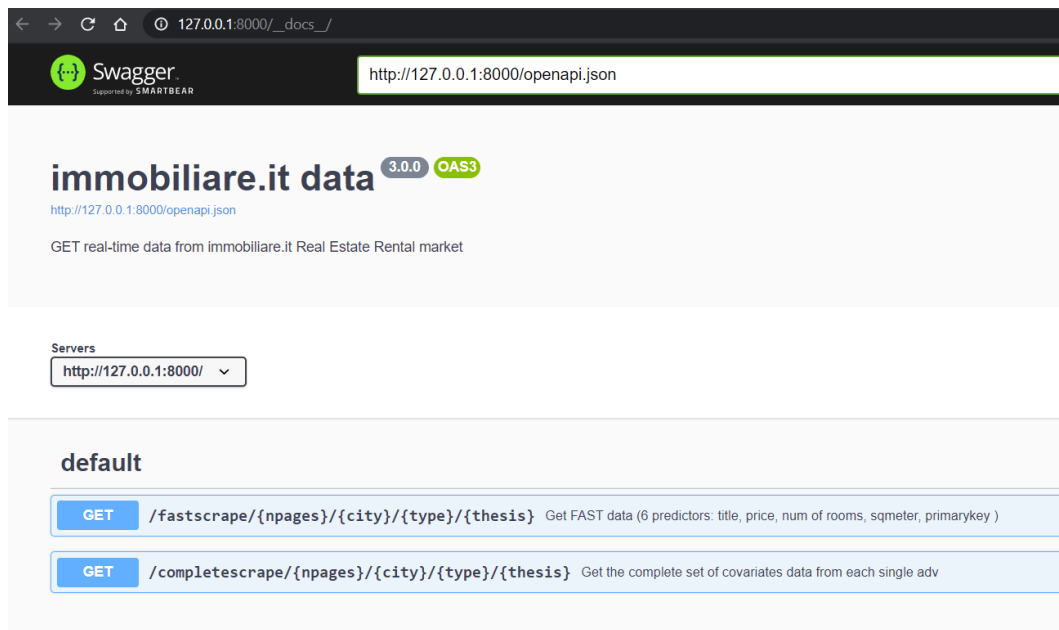 127.0.0.1:8000/__docs__/
Swagger.
Supported by SMARTBEAR
http://127.0.0.1:8000/openapi.json
immobiliare.it data 3.0.0 OAS3
http://127.0.0.1:8000/openapi.json
GET real-time data from immobiliare.it Real Estate Rental market
Servers
http://127.0.0.1:8000/
default
GET /fastscrape/{npages}/{city}/{type}/{thesis} Get FAST data (6 predictors: title, price, num of rooms, sqmeter, primarykey )
GET /completescrape/{npages}/{city}/{type}/{thesis} Get the complete set of covariates data from each single adv